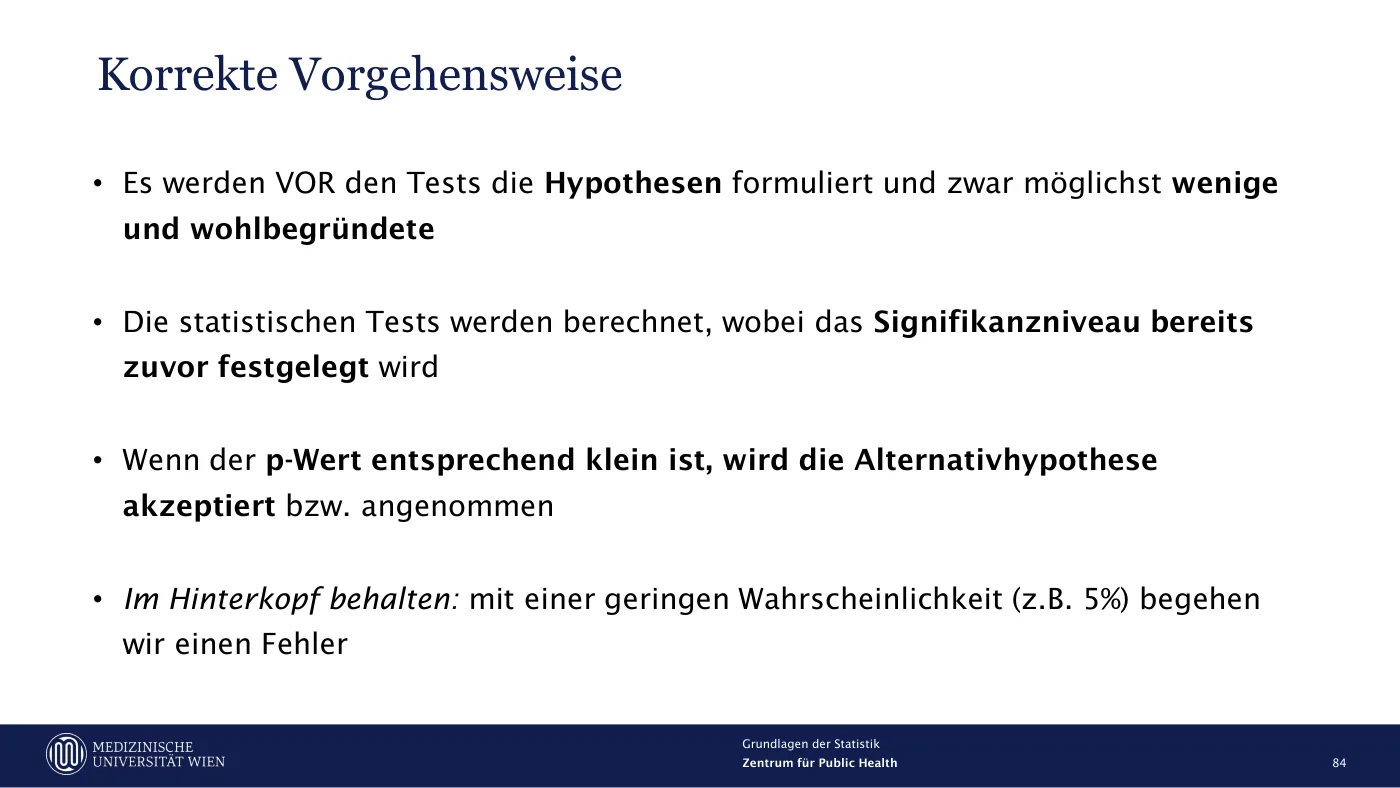 Korrekte Vorgehensweise
• Es werden VOR den Tests die Hypothesen formuliert und zwar möglichst wenige
und wohlbegründete
• Die statistischen Tests werden berechnet, wobei das Signifikanzniveau bereits
zuvor festgelegt wird
• Wenn der p-Wert entsprechend klein ist, wird die Alternativhypothese
akzeptiert bzw. angenommen
• Im Hinterkopf behalten: mit einer geringen Wahrscheinlichkeit (z.B. 5%) begehen
wir einen Fehler
MEDIZINISCHE
UNIVERSITÄT WIEN
Grundlagen der Statistik
Zentrum für Public Health
84